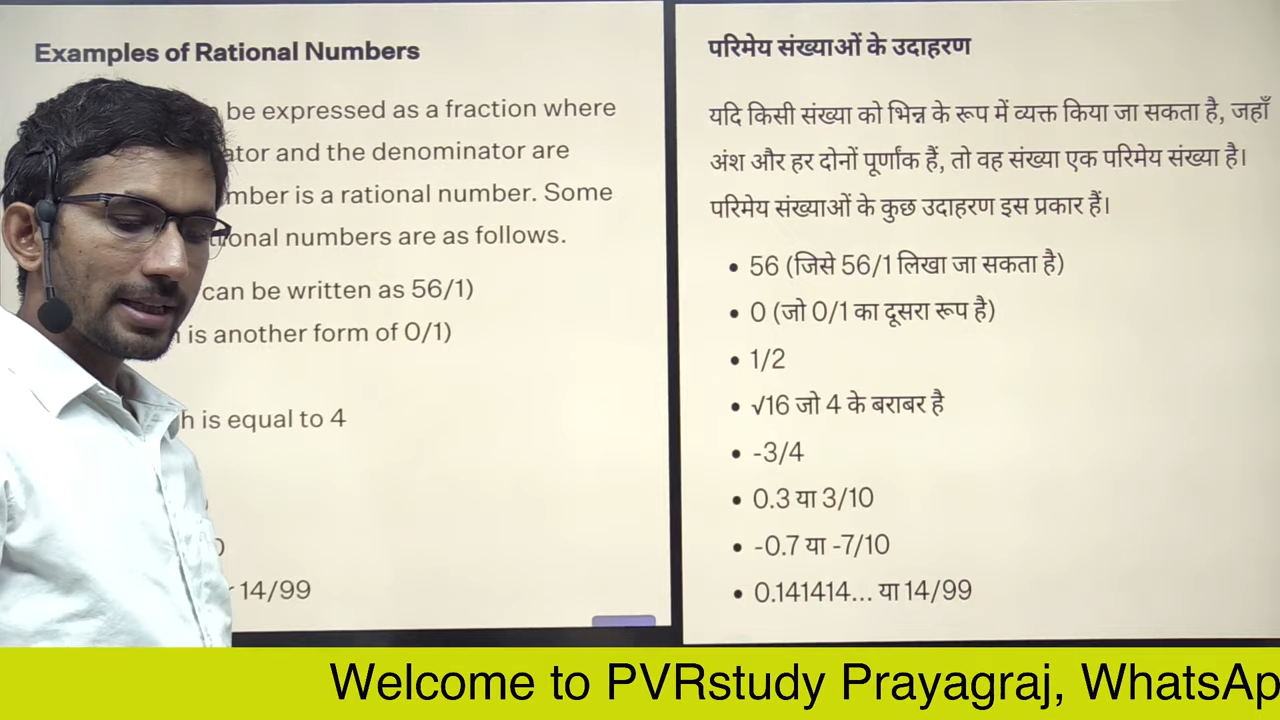 Examples of Rational Numbers
be expressed as a fraction where
and the denominator are
is a rational number. Some
numbers are as follows.
can be written as 56/1)
is another form of 0/1)
is equal to 4
14/99
परिमेय संख्याओं के उदाहरण
यदि किसी संख्या को भिन्न के रूप में व्यक्त किया जा सकता है, जहाँ
अंश और हर दोनों पूर्णांक हैं, तो वह संख्या एक परिमेय संख्या है।
परिमेय संख्याओं के कुछ उदाहरण इस प्रकार हैं।
• 56 (जिसे 56/1 लिखा जा सकता है)
• 0 (जो 0/1 का दूसरा रूप है)
• 1/2
• √16 जो 4 के बराबर है
• -3/4
• 0.3 या 3/10
• -0.7 या -7/10
• 0.141414... या 14/99
Welcome to PVRstudy Prayagraj, WhatsAp